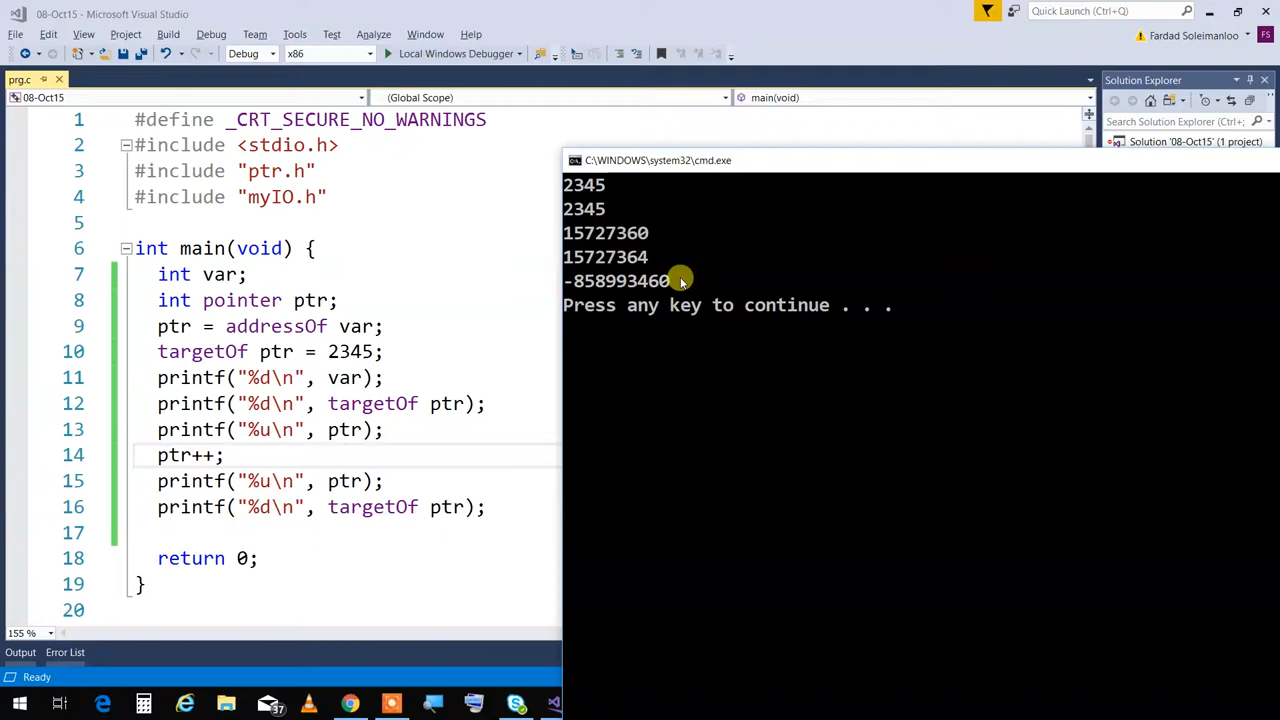 08-Oct15 - Microsoft Visual Studio
Quick Launch (Ctrl+Q)
File Edit View Project Build Debug Team Tools Test Analyze Window Help
Fardad Soleimanloo FS
Debug x86 Local Windows Debugger
prg.c
Solution Explorer
08-Oct15 (Global Scope) main(void)
Search Solution Explorer (Ctrl+;
Solution '08-Oct15' (1 project)
1 #define _CRT_SECURE_NO_WARNINGS
2 #include <stdio.h>
3 #include "ptr.h"
4 #include "myIO.h"
5
6 int main(void) {
7 int var;
8 int pointer ptr;
9 ptr = addressOf var;
10 targetOf ptr = 2345;
11 printf("%d\n", var);
12 printf("%d\n", targetOf ptr);
13 printf("%u\n", ptr);
14 ptr++;
15 printf("%u\n", ptr);
16 printf("%d\n", targetOf ptr);
17
18 return 0;
19 }
20
C:\WINDOWS\system32\cmd.exe
2345
2345
15727360
15727364
-858993460
Press any key to continue . . .
155 %
Output Error List
Ready
37